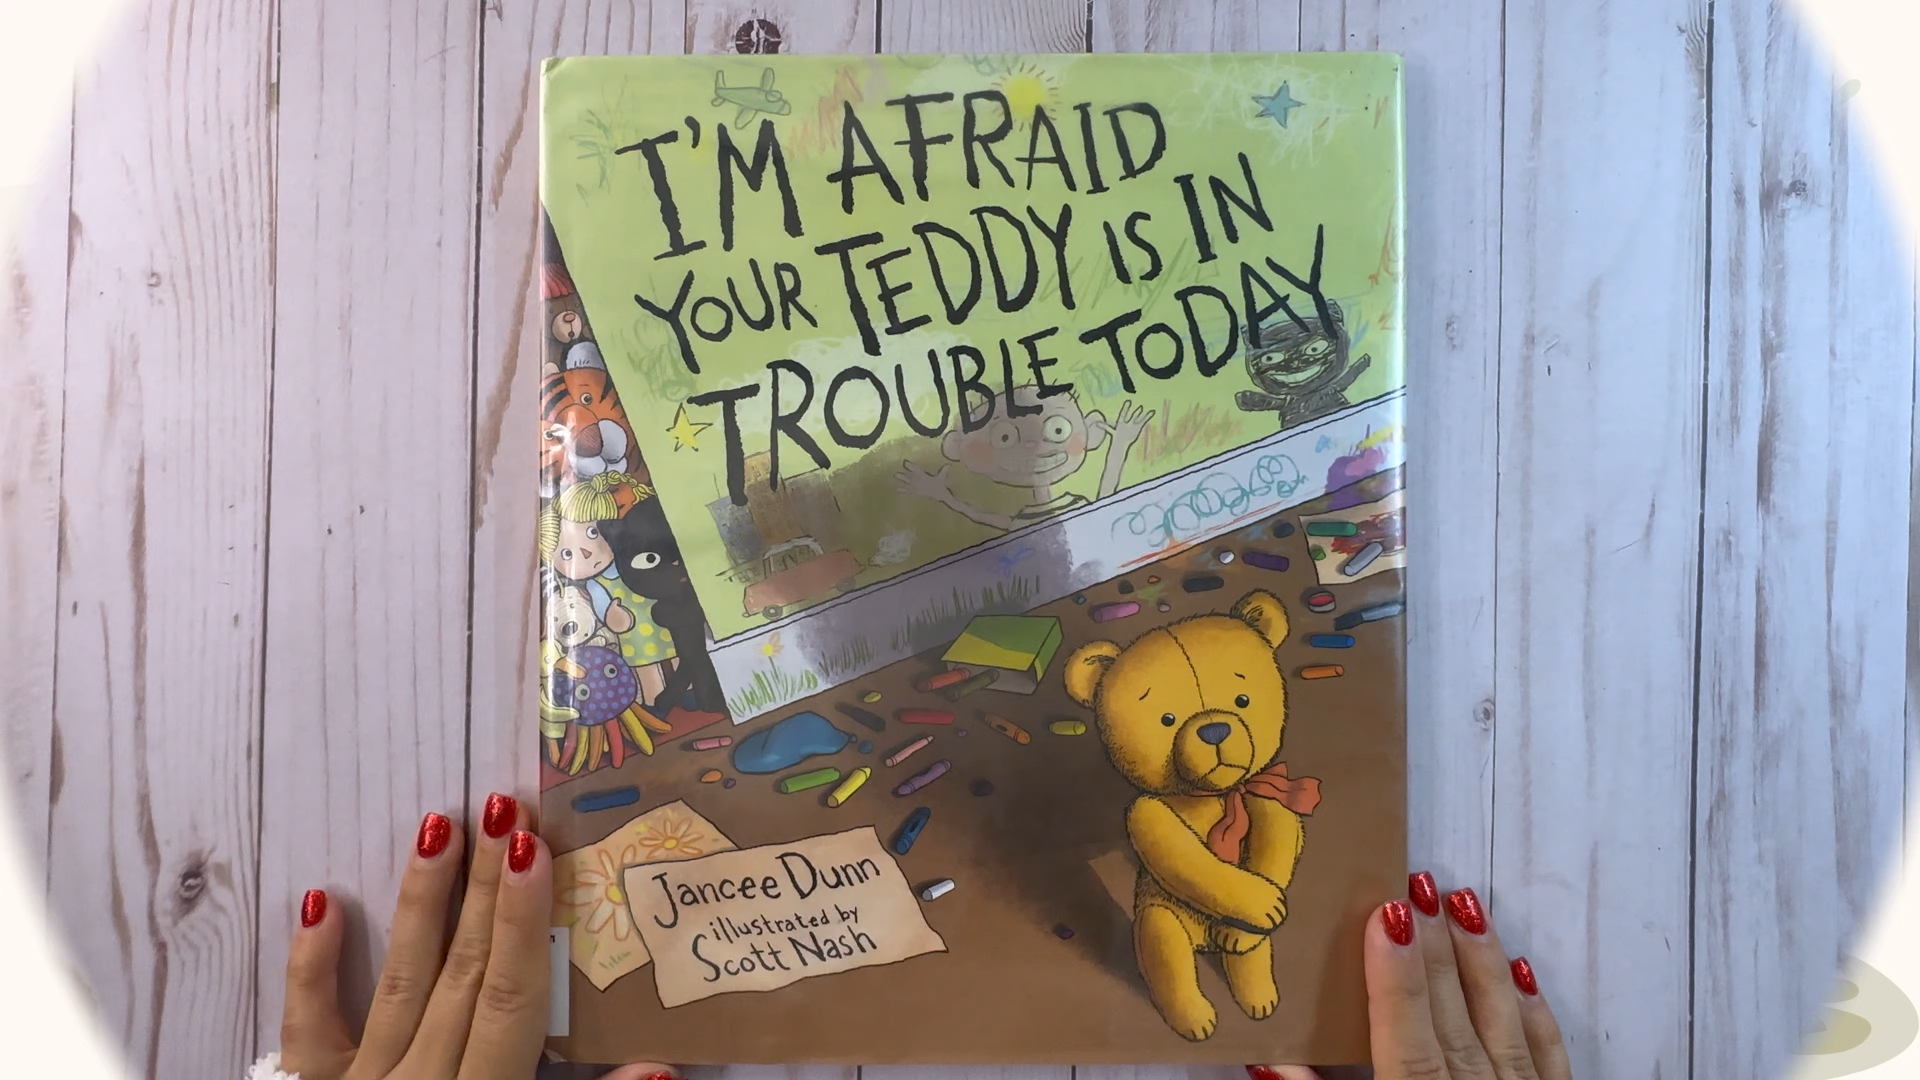 I'M AFRAID
YOUR TEDDY IS IN
TROUBLE TODAY
Jancee Dunn
illustrated by
Scott Nash